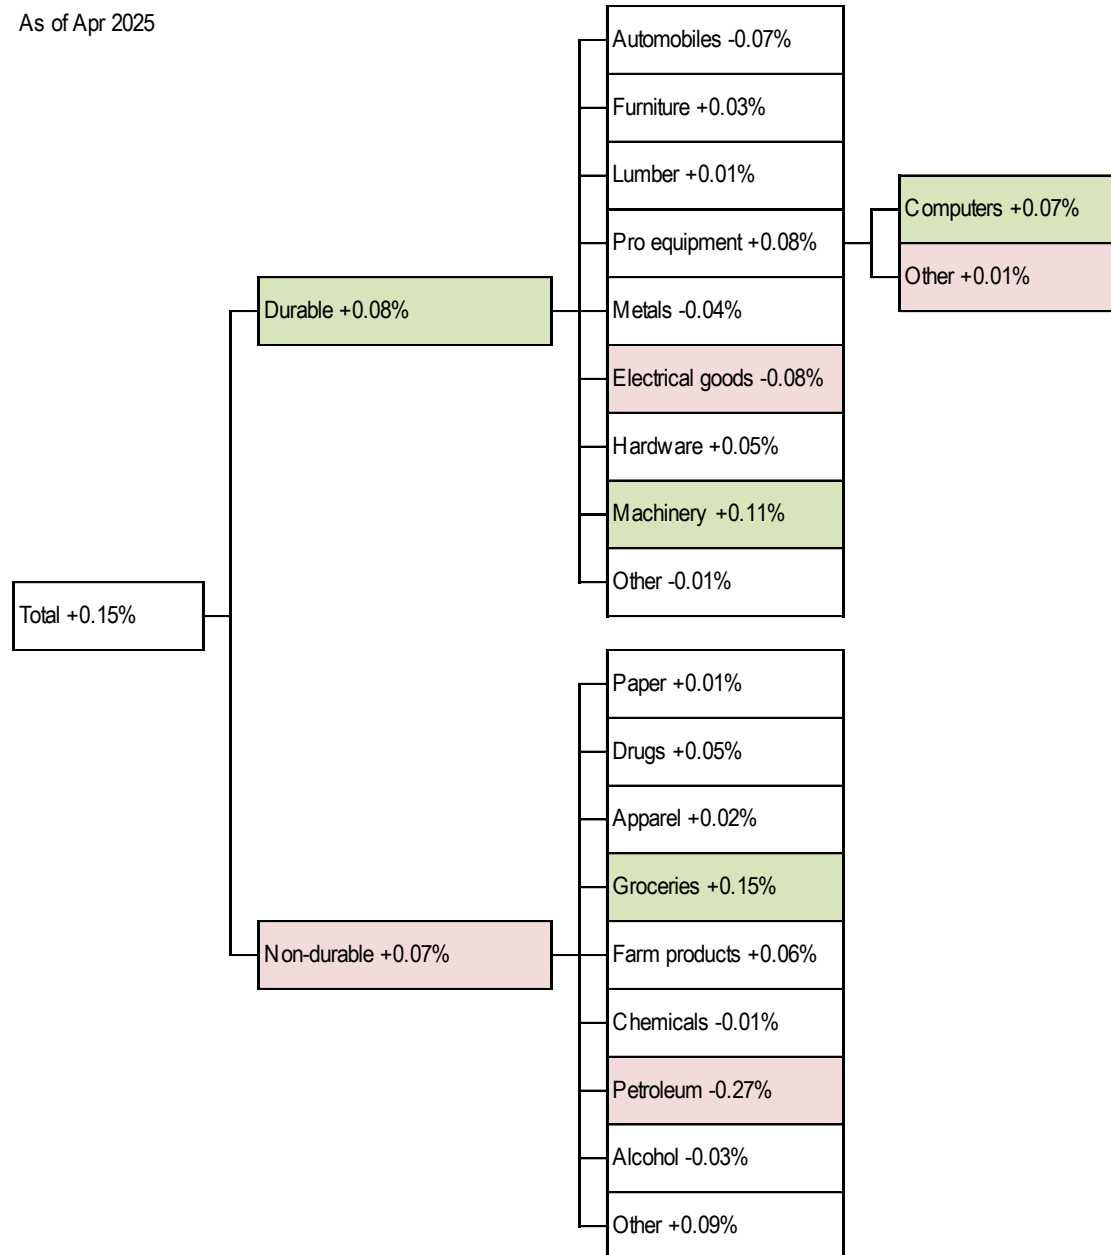 As of Apr 2025
Automobiles -0.07%
Furniture +0.03%
Lumber +0.01%
Pro equipment +0.08%
Computers +0.07%
Other +0.01%
Durable +0.08%
Metals -0.04%
Electrical goods -0.08%
Hardware +0.05%
Machinery +0.11%
Other -0.01%
Total +0.15%
Paper +0.01%
Drugs +0.05%
Apparel +0.02%
Groceries +0.15%
Non-durable +0.07%
Farm products +0.06%
Chemicals -0.01%
Petroleum -0.27%
Alcohol -0.03%
Other +0.09%